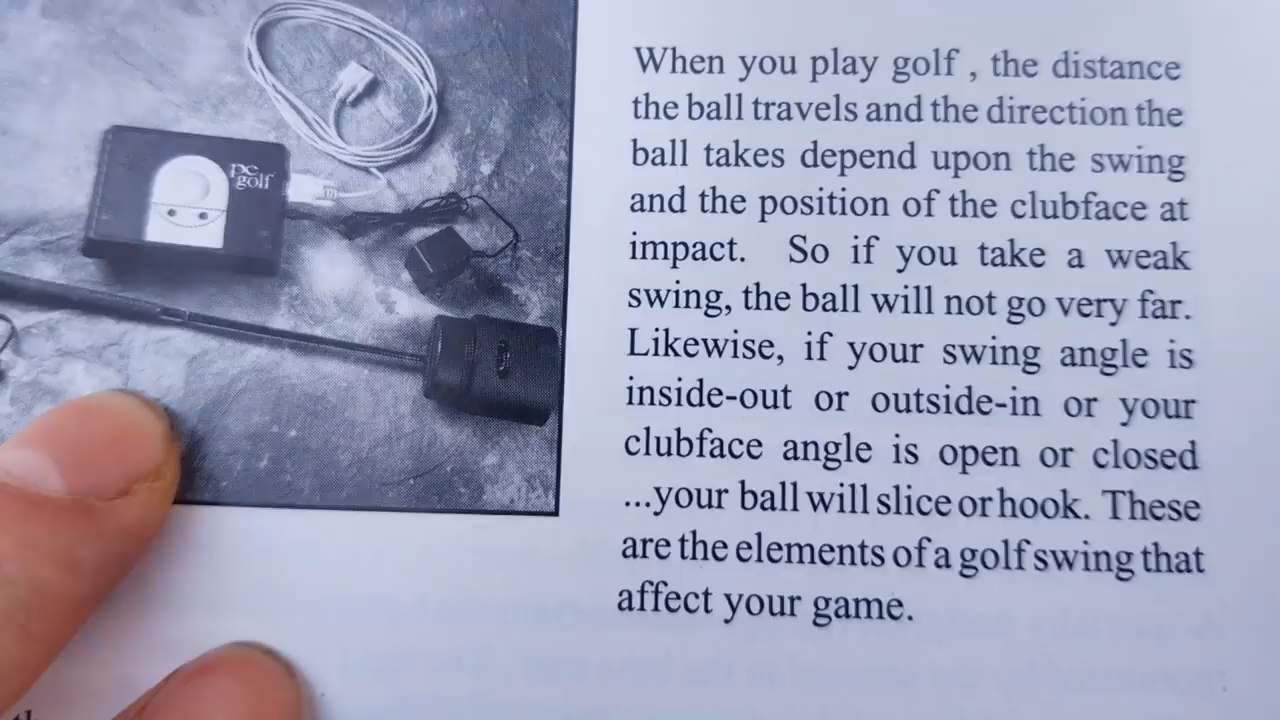 pc
golf
When you play golf , the distance
the ball travels and the direction the
ball takes depend upon the swing
and the position of the clubface at
impact. So if you take a weak
swing, the ball will not go very far.
Likewise, if your swing angle is
inside-out or outside-in or your
clubface angle is open or closed
...your ball will slice or hook. These
are the elements of a golf swing that
affect your game.